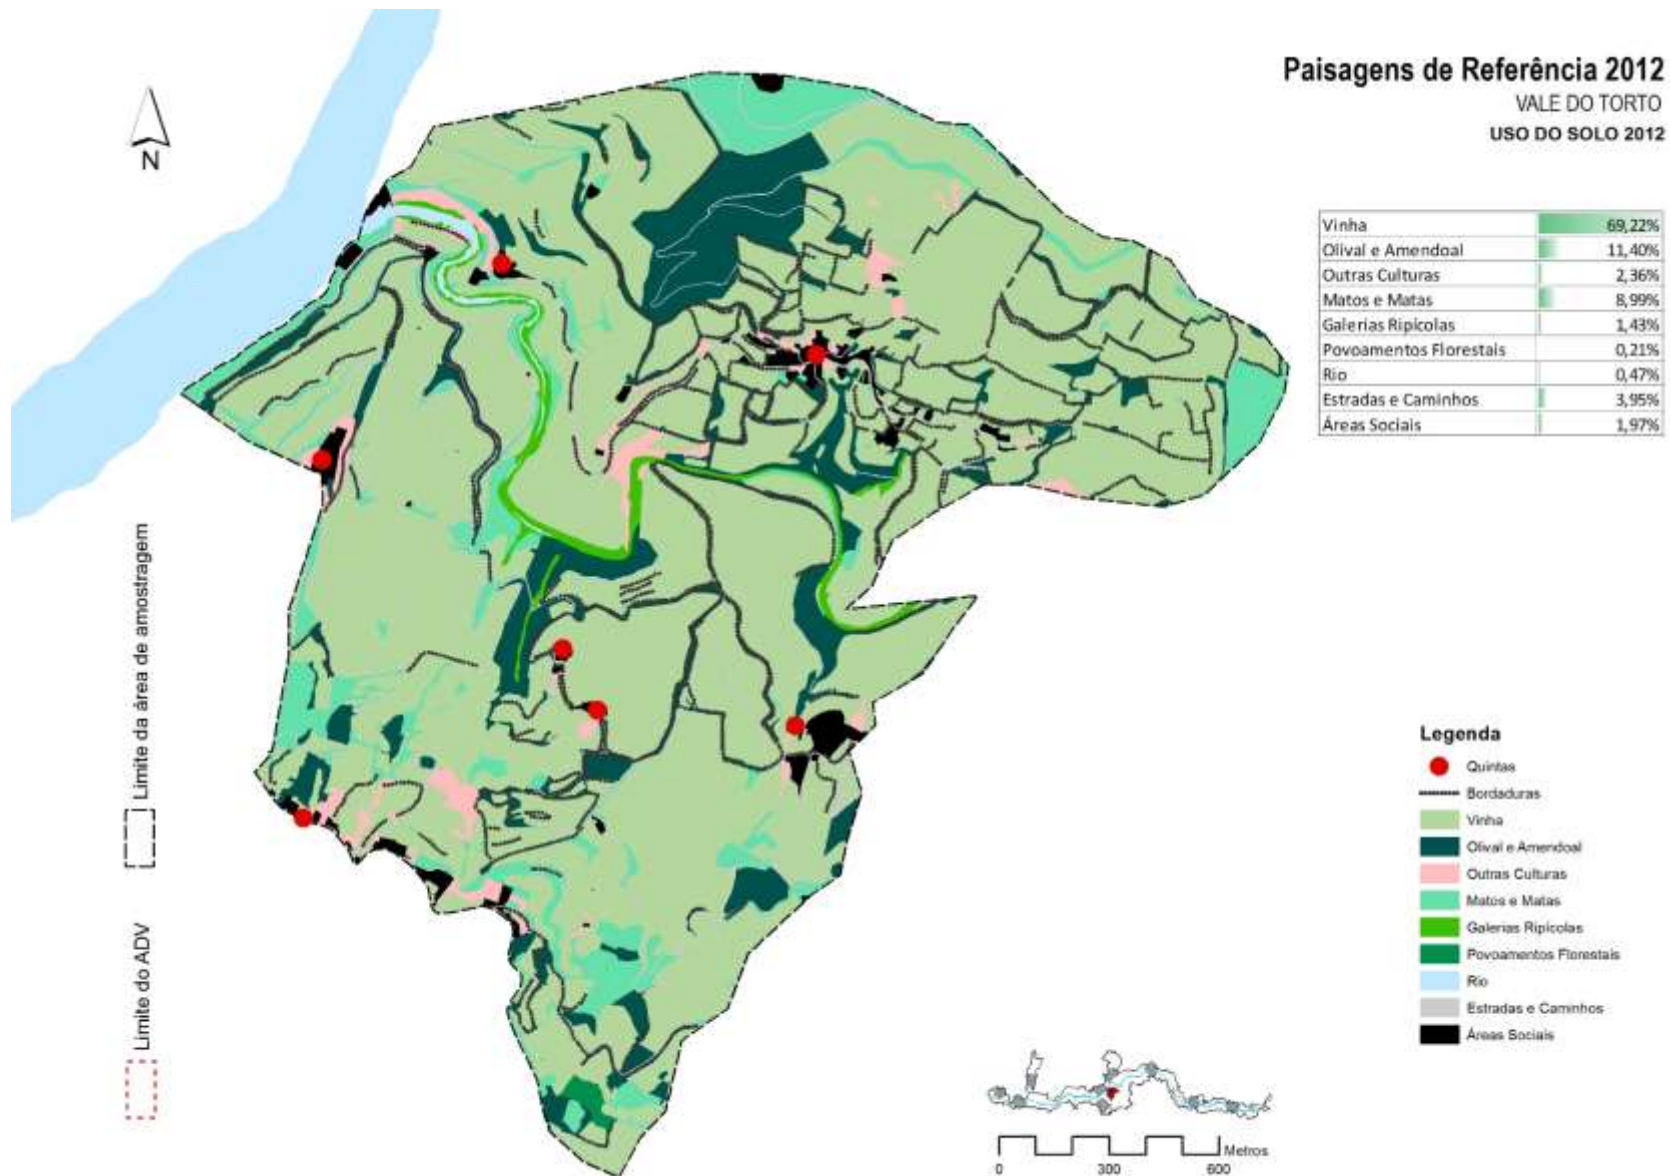 Paisagens de Referência 2012
VALE DO TORTO
USO DO SOLO 2012
N
Vinha 69,22%
Olival e Amendoal 11,40%
Outras Culturas 2,36%
Matos e Matas 8,99%
Galerias Ripícolas 1,43%
Povoamentos Florestais 0,21%
Rio 0,47%
Estradas e Caminhos 3,95%
Áreas Sociais 1,97%
Limite da área de amostragem
Limite do ADV
Legenda
Quintas
Bordaduras
Vinha
Olival e Amendoal
Outras Culturas
Matos e Matas
Galerias Ripícolas
Povoamentos Florestais
Rio
Estradas e Caminhos
Áreas Sociais
Metros
0 300 600